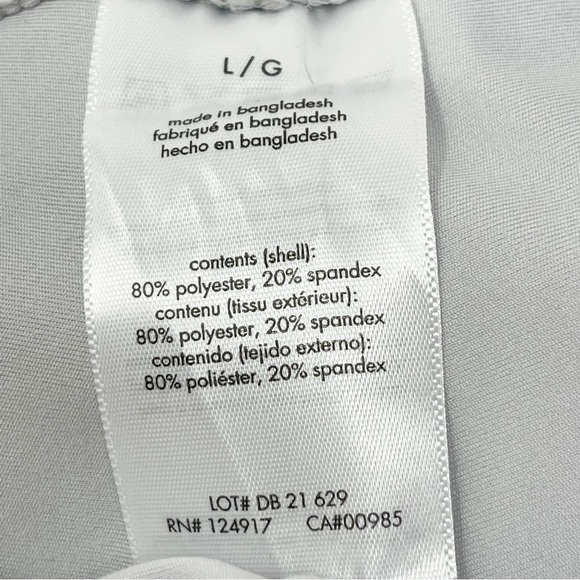 L/G
made in bangladesh
fabriqué en bangladesh
hecho en bangladesh
contents (shell):
80% polyester, 20% spandex
contenu (tissu extérieur):
80% polyester, 20% spandex
contenido (tejido externo):
80% poliéster, 20% spandex
LOT# DB 21 629
RN# 124917 CA#00985